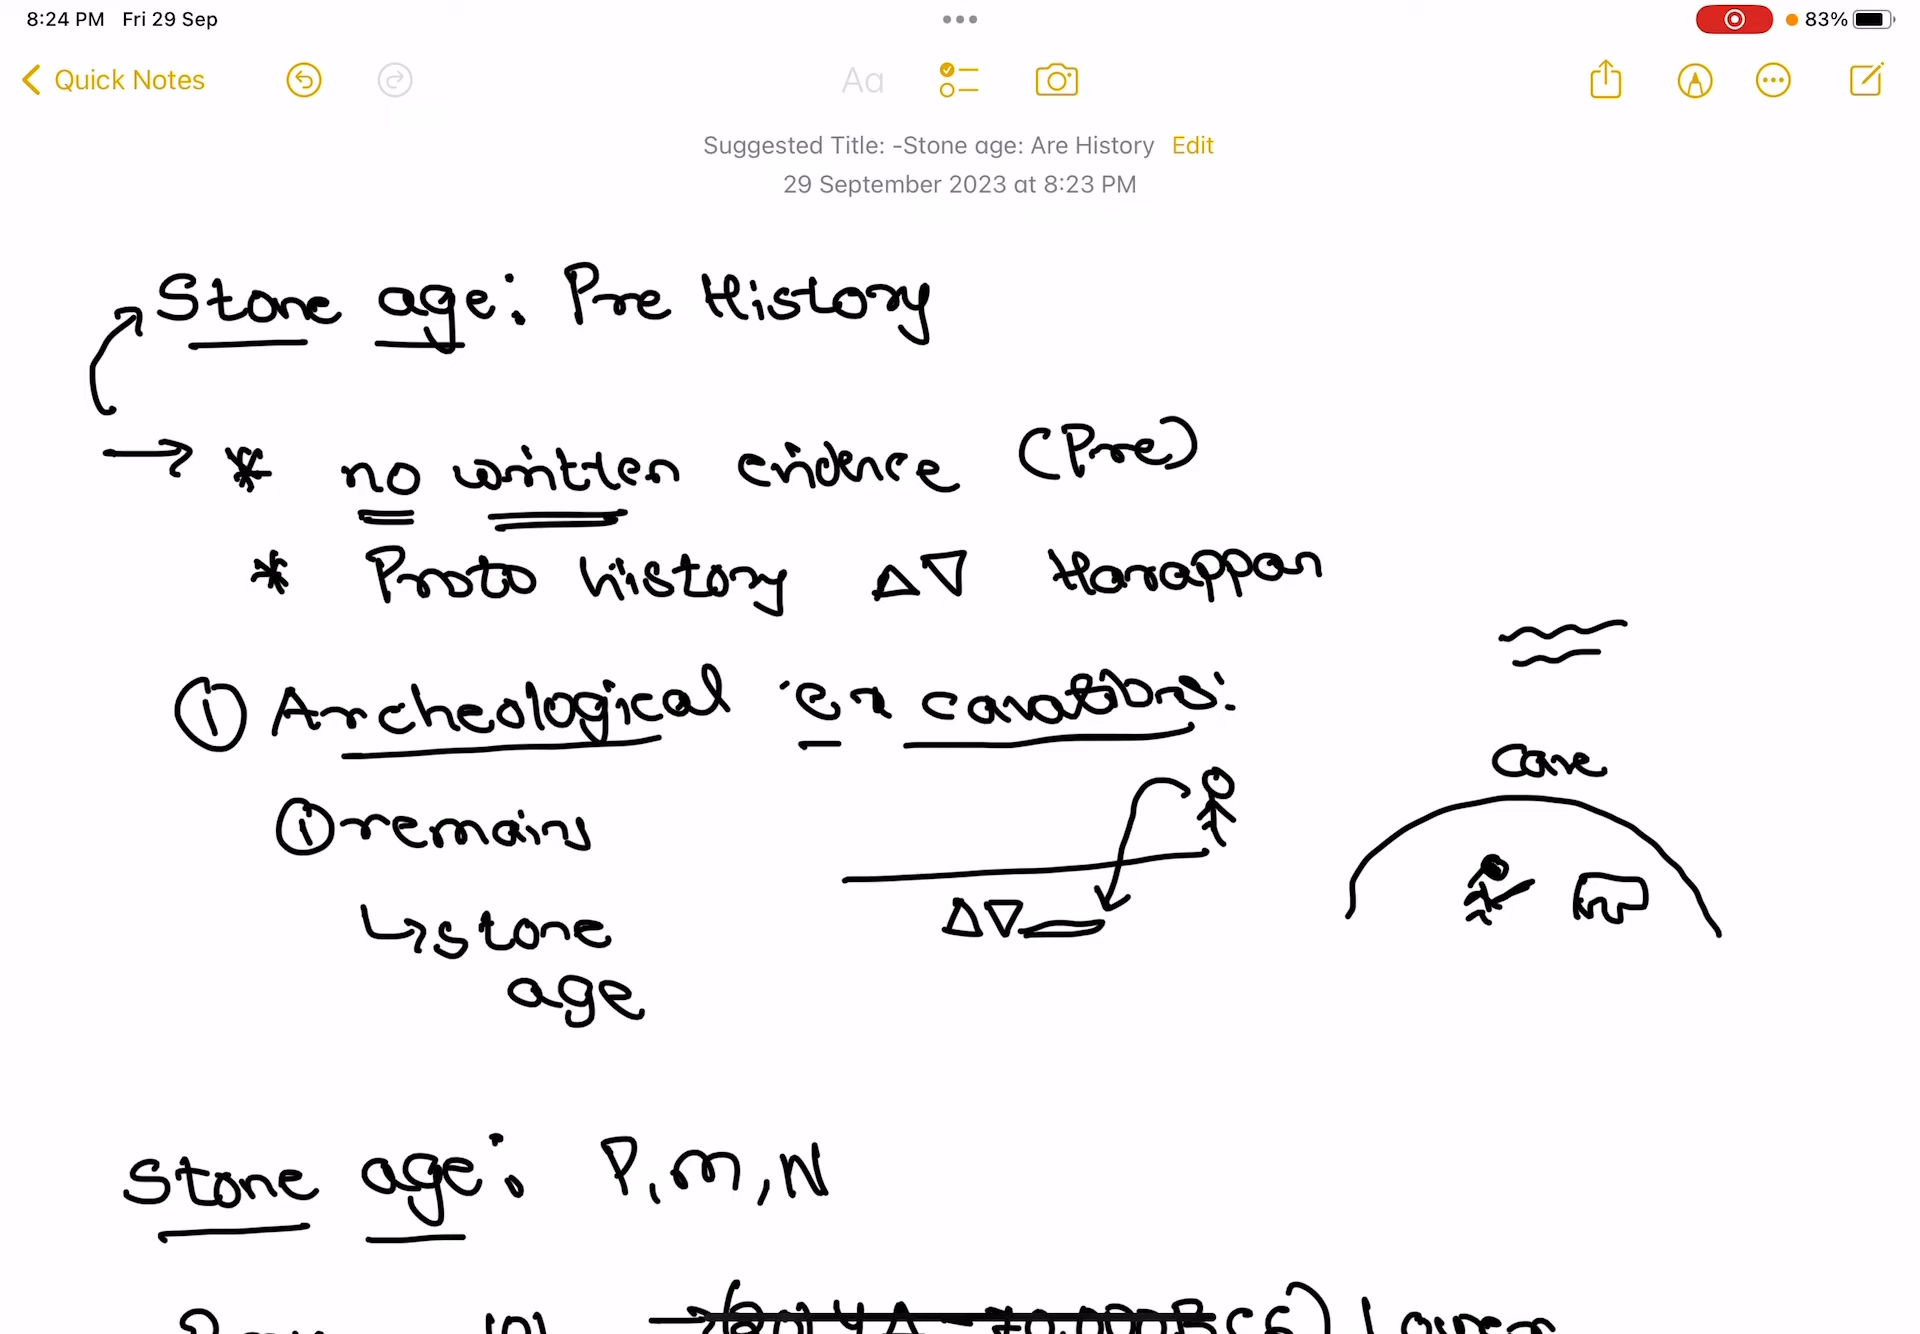 8:24 PM Fri 29 Sep
83%
Quick Notes
Aa
Suggested Title: -Stone age: Are History Edit
29 September 2023 at 8:23 PM
Stone age: Pre History
→ * no written evidence (Pre)
* Proto history △▽ Harappan
① Archeological Ex cavations:
Cave
① remains
↳ stone
age
Stone age: P, M, N